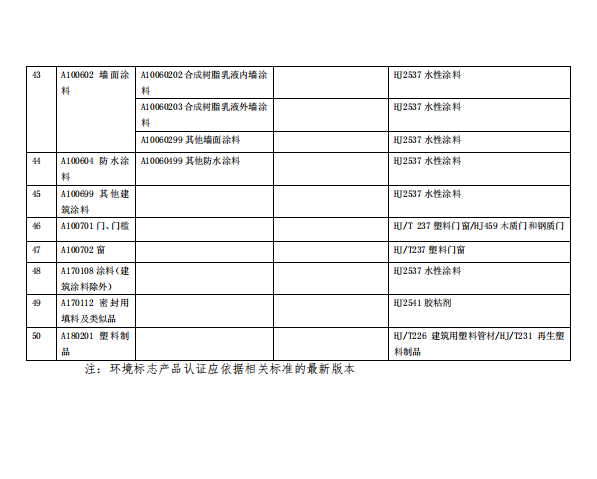 43 A100602 墙面涂 A10060202 合成树脂乳液内墙涂 HJ2537 水性涂料
料 料
A10060203 合成树脂乳液外墙涂 HJ2537 水性涂料
料
A10060299 其他墙面涂料 HJ2537 水性涂料
44 A100604 防水涂 A10060499 其他防水涂料 HJ2537 水性涂料
料
45 A100699 其他建 HJ2537 水性涂料
筑涂料
46 A100701 门、门槛 HJ/T 237 塑料门窗/HJ459 木质门和钢质门
47 A100702 窗 HJ/T237 塑料门窗
48 A170108 涂料（建 HJ2537 水性涂料
筑涂料除外）
49 A170112 密封用 HJ2541 胶粘剂
填料及类似品
50 A180201 塑料制 HJ/T226 建筑用塑料管材/HJ/T231 再生塑
品 料制品
注：环境标志产品认证应依据相关标准的最新版本